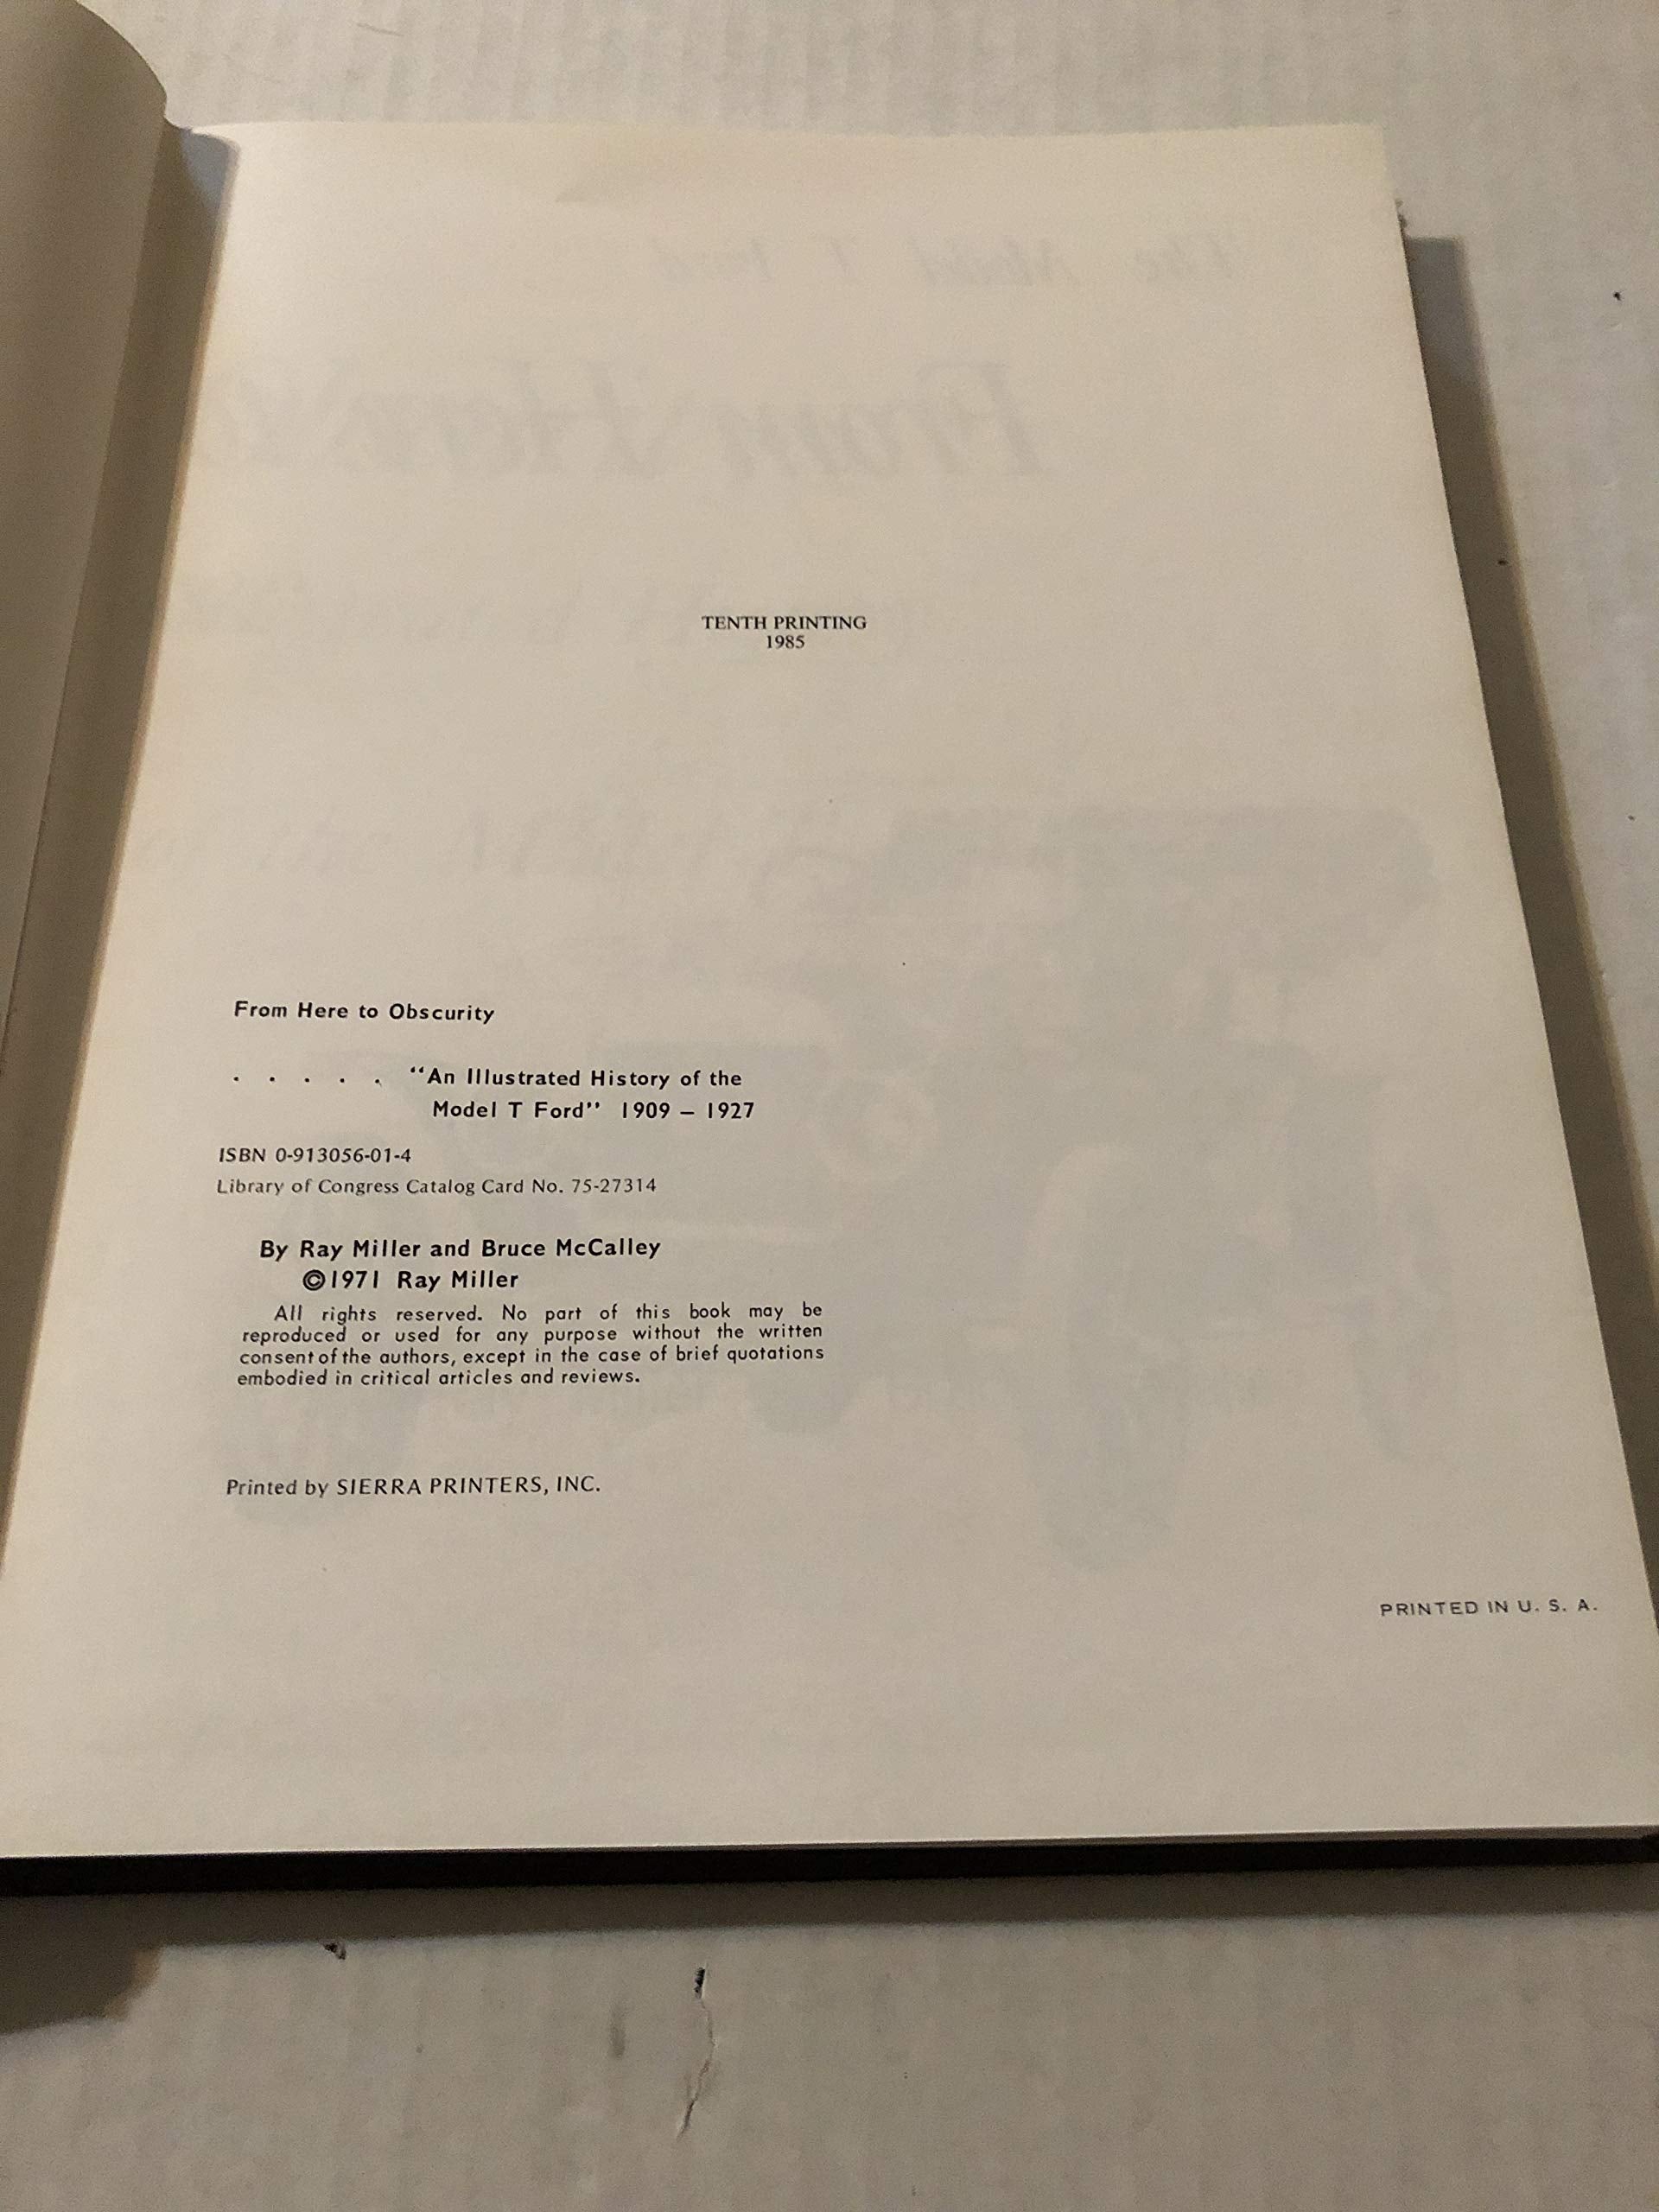 TENTH PRINTING
1985
From Here to Obscurity
. . . . . “An Illustrated History of the
Model T Ford” 1909 – 1927
ISBN 0-913056-01-4
Library of Congress Catalog Card No. 75-27314
By Ray Miller and Bruce McCalley
©1971 Ray Miller
All rights reserved. No part of this book may be
reproduced or used for any purpose without the written
consent of the authors, except in the case of brief quotations
embodied in critical articles and reviews.
Printed by SIERRA PRINTERS, INC.
PRINTED IN U. S. A.